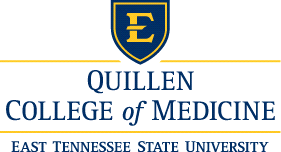 E
QUILLEN
COLLEGE of MEDICINE
EAST TENNESSEE STATE UNIVERSITY